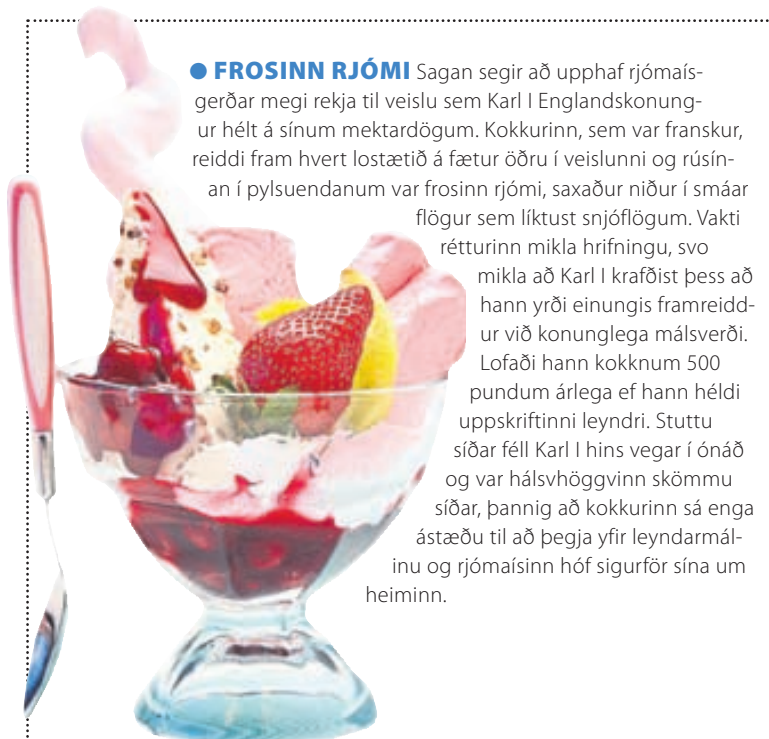 ● FROSINN RJÓMI Sagan segir að upphaf rjómaís-
gerðar megi rekja til veislu sem Karl I Englandskonung-
ur hélt á sínum mektardögum. Kokkurinn, sem var franskur,
reiddi fram hvert lostætið á fætur öðru í veislunni og rúsín-
an í pylsuendanum var frosinn rjómi, saxaður niður í smáar
flögur sem líktust snjóflögum. Vakti
rétturinn mikla hrifningu, svo
mikla að Karl I krafðist þess að
hann yrði einungis framreidd-
ur við konunglega málsverði.
Lofaði hann kokknum 500
pundum árlega ef hann héldi
uppskriftinni leyndri. Stuttu
síðar féll Karl I hins vegar í ónáð
og var hálsvhöggvinn skömmu
síðar, þannig að kokkurinn sá enga
ástæðu til að þegja yfir leyndarmál-
inu og rjómaísinn hóf sigurför sína um
heiminn.